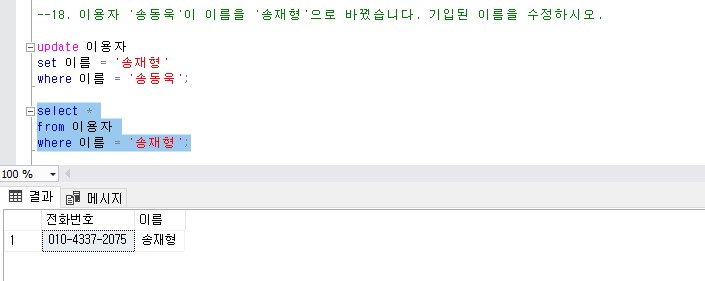 --18. 이용자 '송동욱'이 이름을 '송재형'으로 바꿨습니다. 기입된 이름을 수정하시오.
update 이용자
set 이름 = '송재형'
where 이름 = '송동욱';
select *
from 이용자
where 이름 = '송재형';
100 %
결과 메시지
전화번호 이름
1 010-4337-2075 송재형